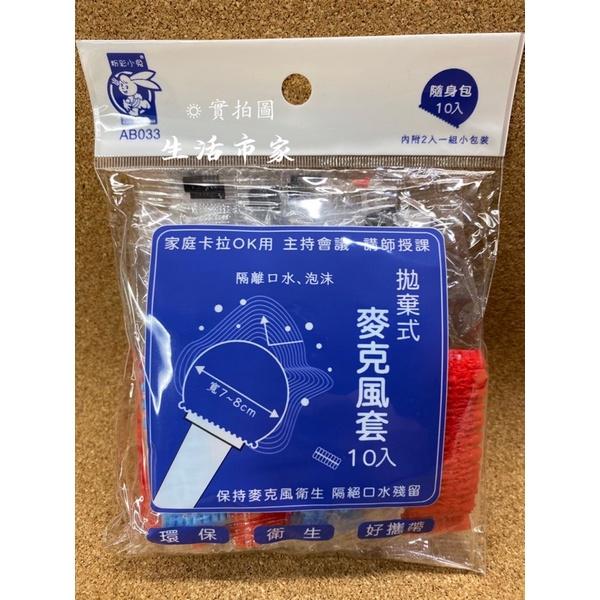 彩小兔
AB033
隨身包
10入
內附2入一組小包裝
☼實拍圖
生活市家
家庭卡拉OK用 主持會議 講師授課
隔離口水、泡沫
拋棄式
麥克風套
10入
寬7~8cm
保持麥克風衛生 隔絕口水殘留
環保 衛生 好攜帶